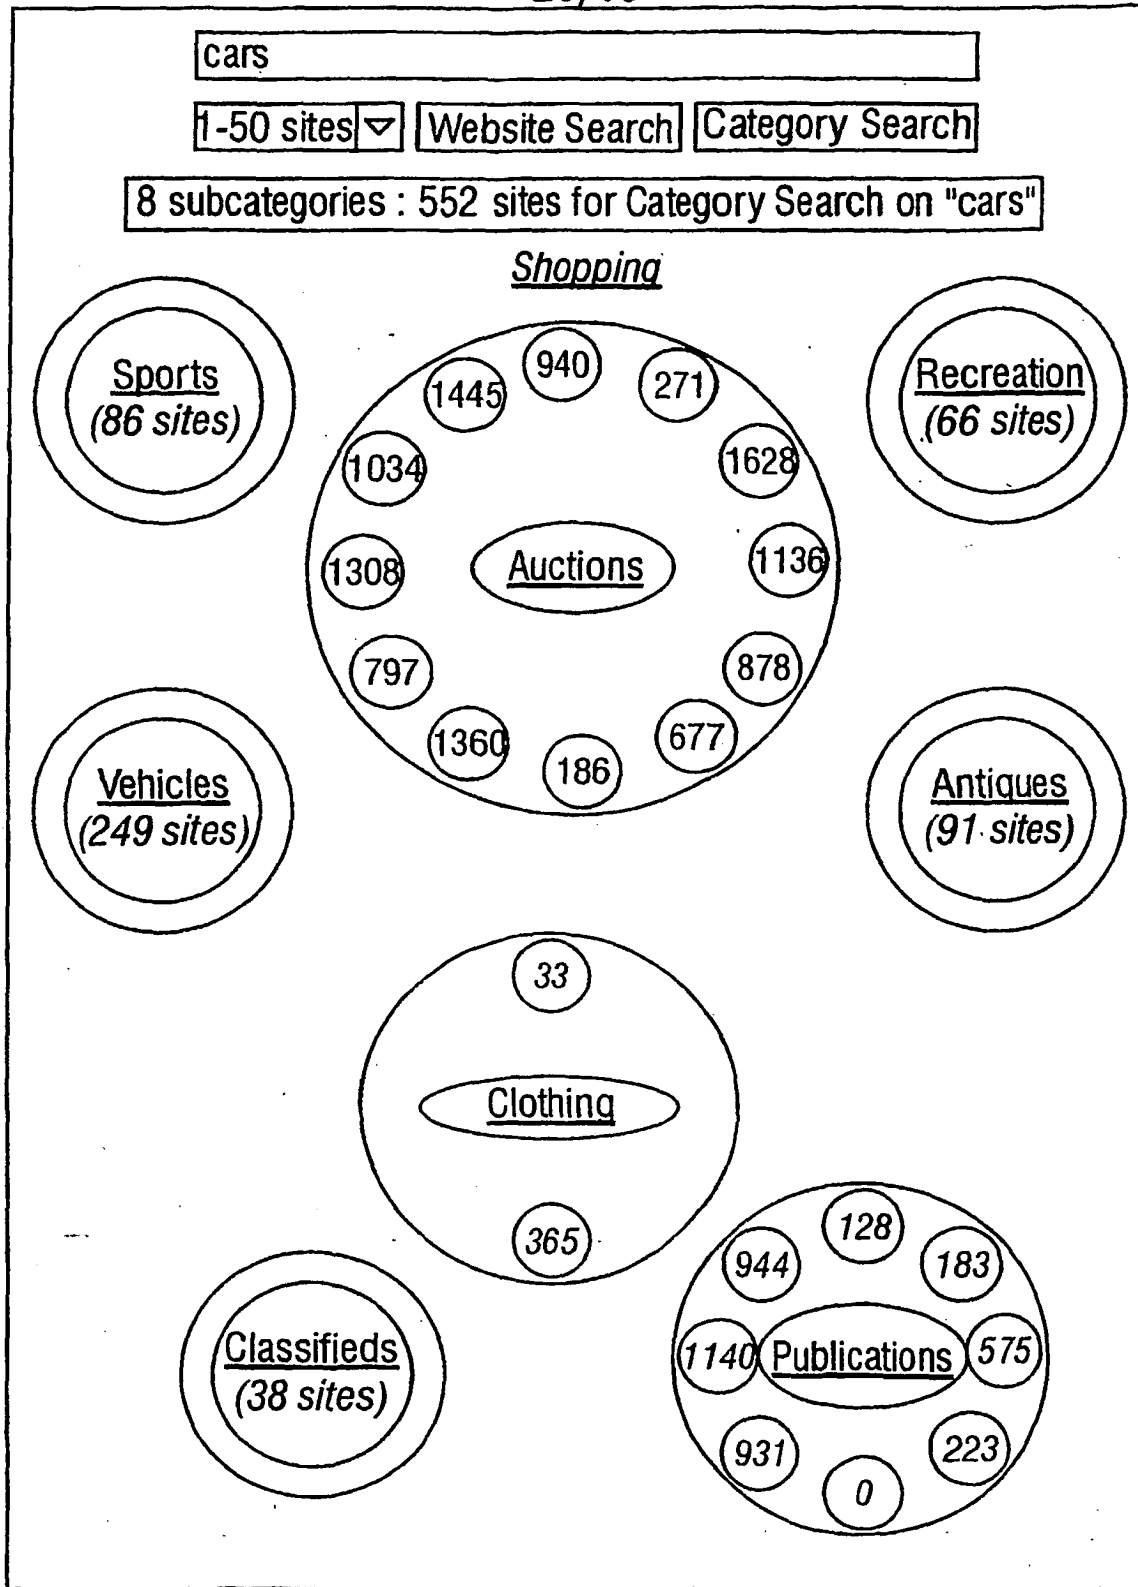 cars
1-50 sites
Website Search
Category Search
8 subcategories : 552 sites for Category Search on "cars"
Shopping
Sports
(86 sites)
Recreation
(66 sites)
940
271
1445
1034
1628
1308
Auctions
1136
797
878
1360
186
677
Vehicles
(249 sites)
Antiques
(91 sites)
33
Clothing
365
Classifieds
(38 sites)
128
944
183
1140
Publications
575
931
223
0